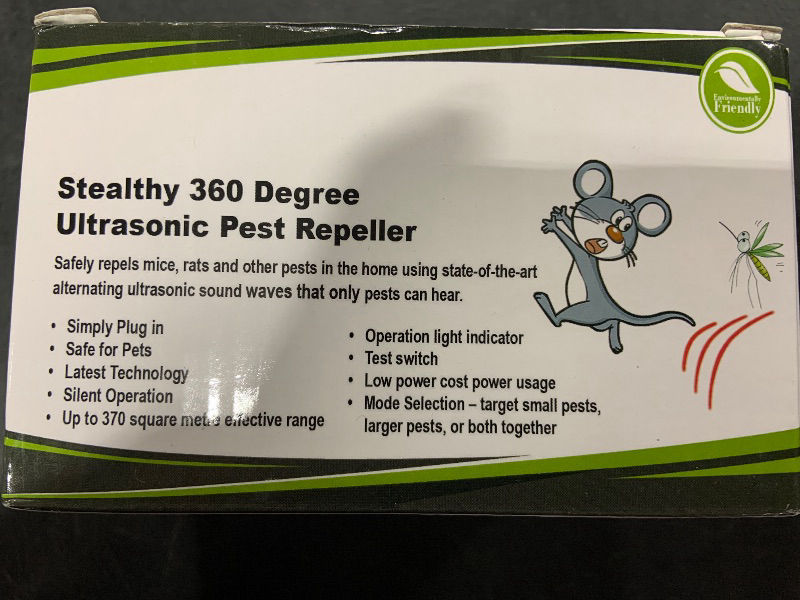 Environmentally
Friendly
Stealthy 360 Degree
Ultrasonic Pest Repeller
Safely repels mice, rats and other pests in the home using state-of-the-art
alternating ultrasonic sound waves that only pests can hear.
• Simply Plug in
• Safe for Pets
• Latest Technology
• Silent Operation
• Up to 370 square metre effective range
• Operation light indicator
• Test switch
• Low power cost power usage
• Mode Selection – target small pests,
larger pests, or both together